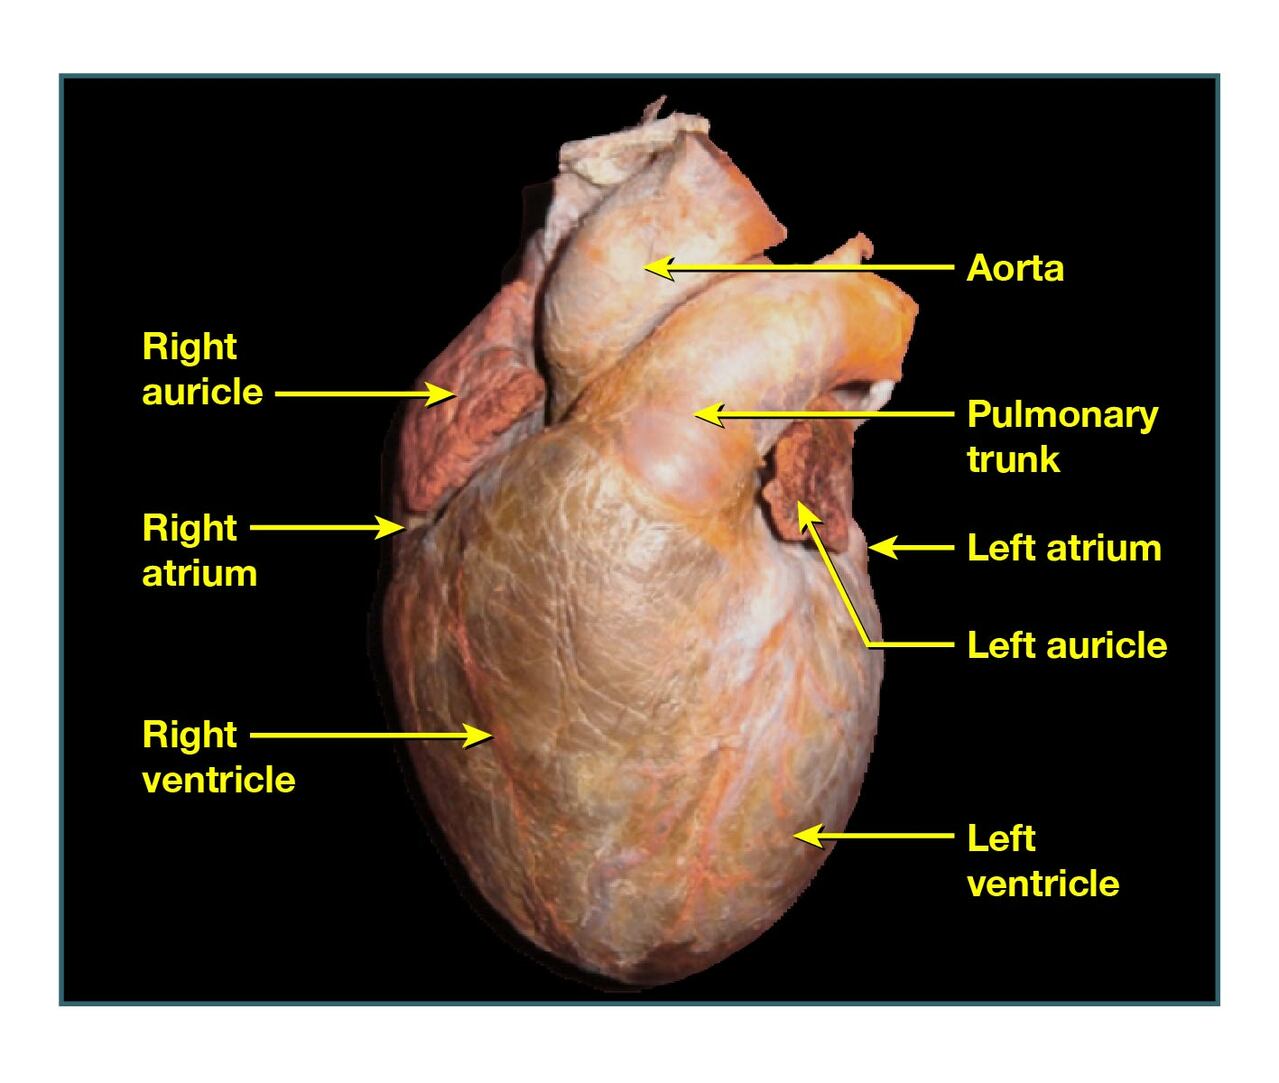 Right
auricle
Right
atrium
Right
ventricle
Aorta
Pulmonary
trunk
Left atrium
Left auricle
Left
ventricle